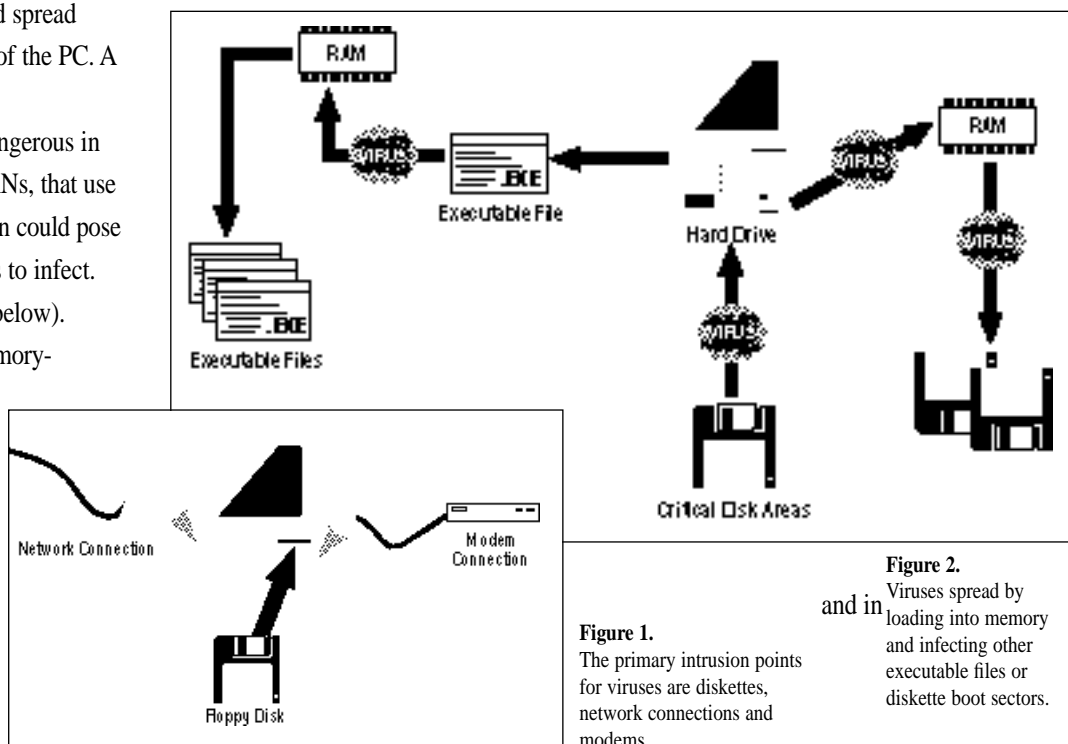 d spread
of the PC. A
ngerous in
ANs, that use
n could pose
s to infect.
below).
mory-
RAM
VIRUS
.EXE
Executable File
Hard Drive
VIRUS
RAM
VIRUS
.EXE
Executable Files
VIRUS
Critical Disk Areas
Network Connection
Modem
Connection
Floppy Disk
Figure 1.
The primary intrusion points
for viruses are diskettes,
network connections and
modems
and in
Figure 2.
Viruses spread by
loading into memory
and infecting other
executable files or
diskette boot sectors.